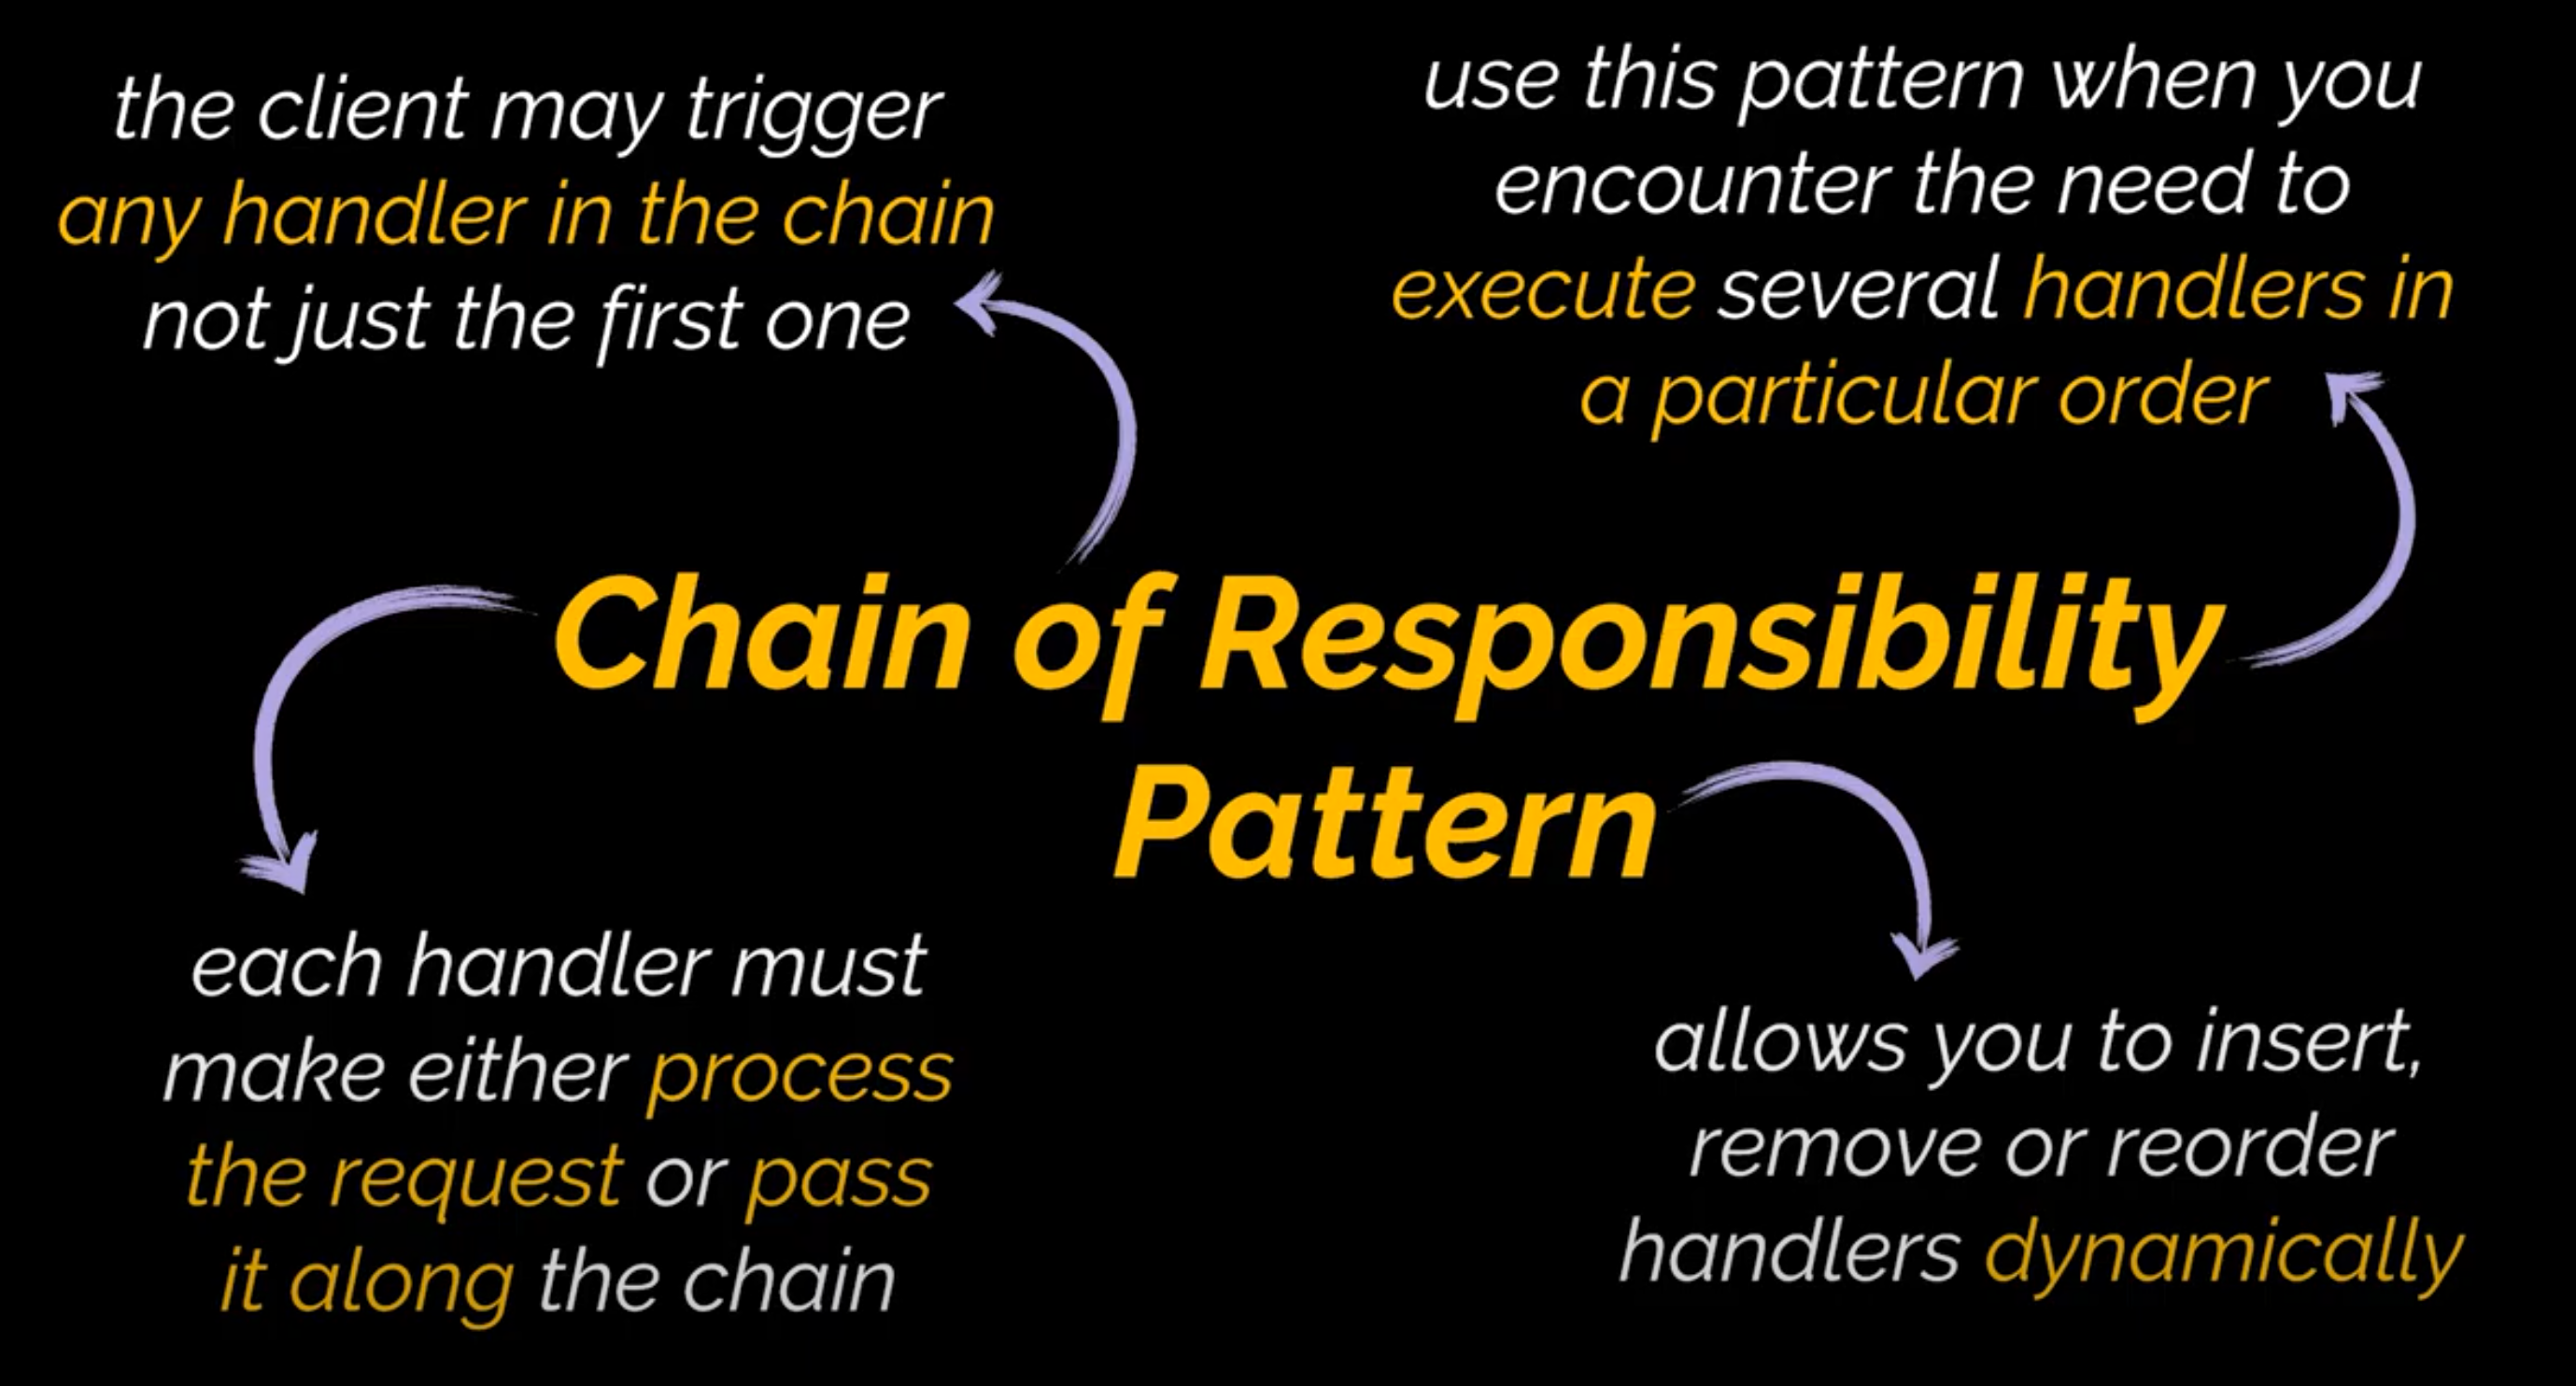 the client may trigger
any handler in the chain
not just the first one
use this pattern when you
encounter the need to
execute several handlers in
a particular order
Chain of Responsibility
Pattern
each handler must
make either process
the request or pass
it along the chain
allows you to insert,
remove or reorder
handlers dynamically